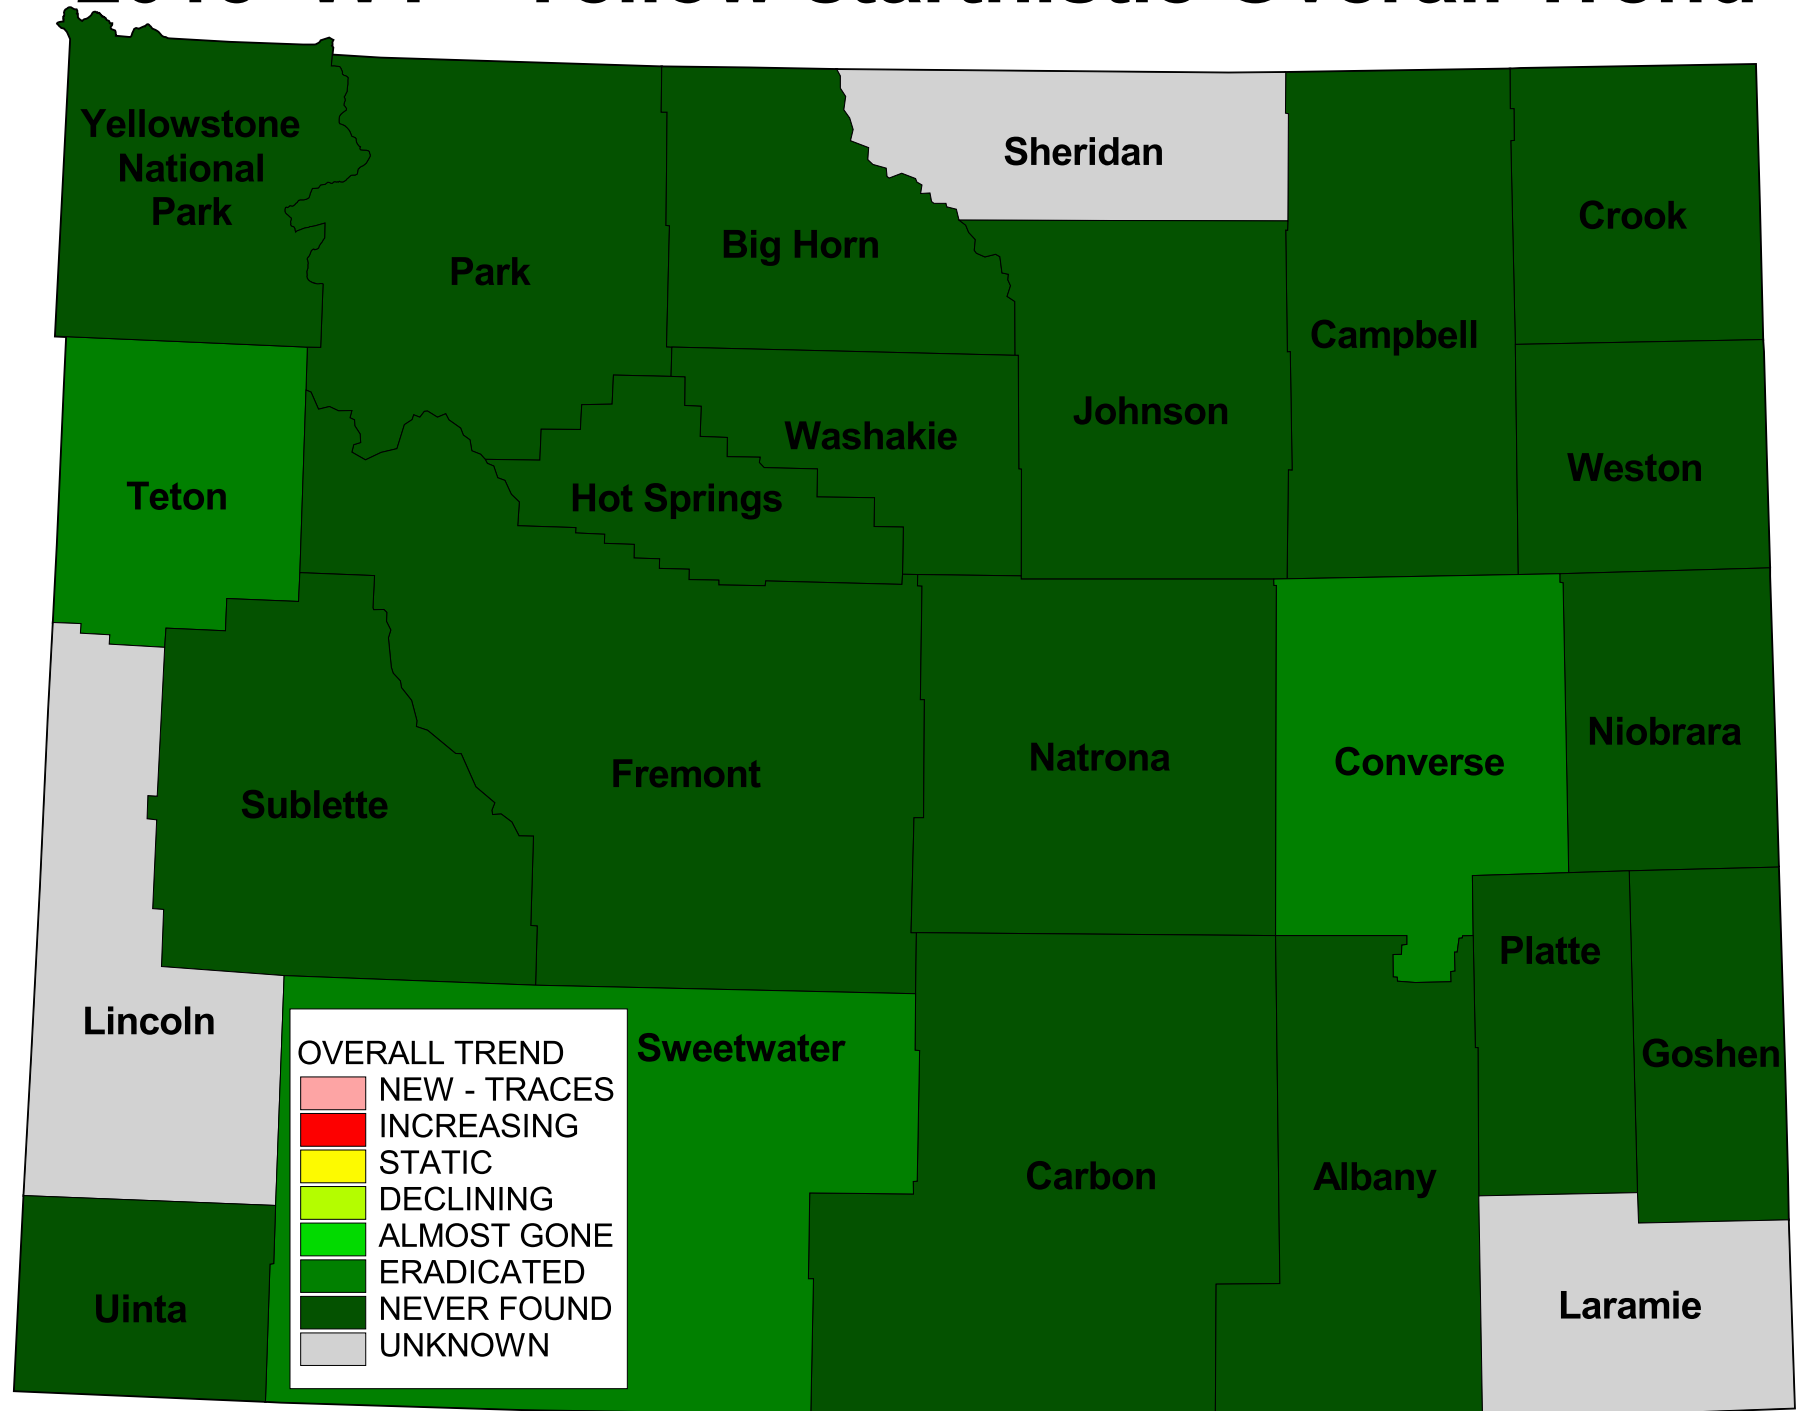 Yellowstone
National
Park
Sheridan
Crook
Big Horn
Park
Campbell
Johnson
Washakie
Weston
Teton
Hot Springs
Niobrara
Natrona
Converse
Fremont
Sublette
Platte
Lincoln
Sweetwater
Goshen
Carbon
Albany
Uinta
Laramie
OVERALL TREND
NEW - TRACES
INCREASING
STATIC
DECLINING
ALMOST GONE
ERADICATED
NEVER FOUND
UNKNOWN